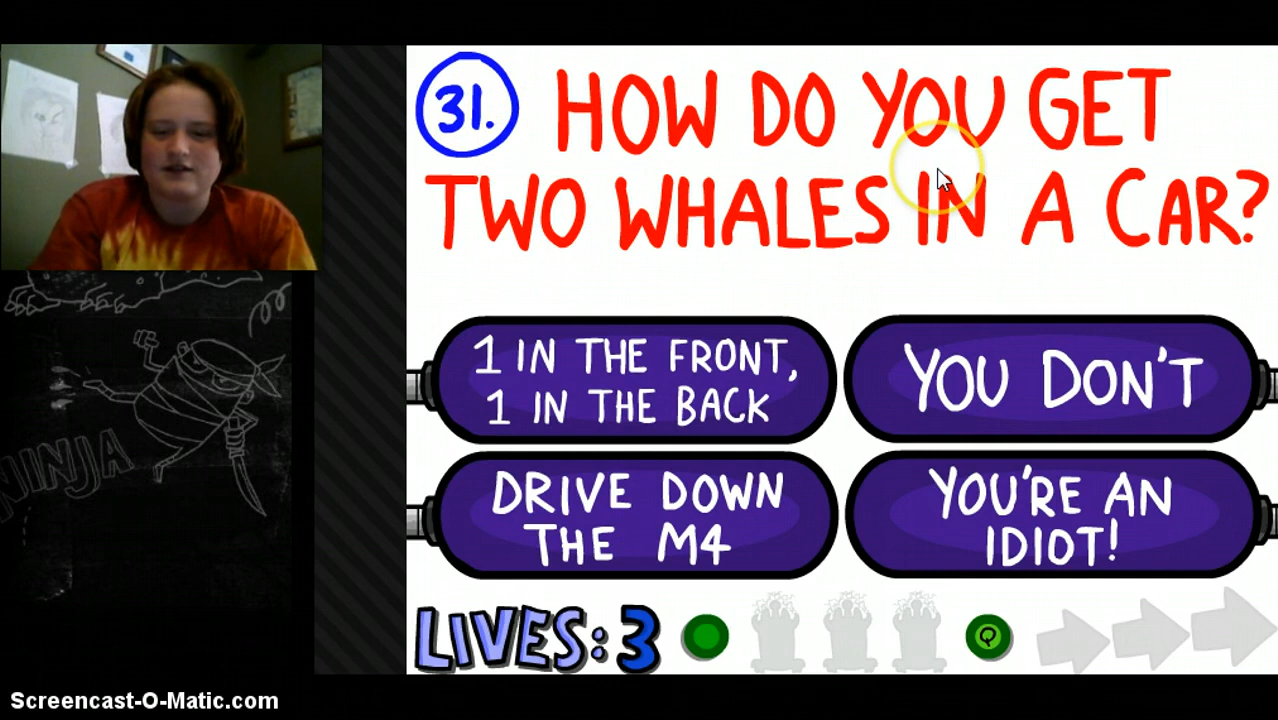 31. HOW DO YOU GET
TWO WHALES IN A CAR?
1 IN THE FRONT,
1 IN THE BACK
YOU DON'T
DRIVE DOWN
THE M4
YOU'RE AN
IDIOT!
NINJA
LIVES: 3
Q
Screencast-O-Matic.com